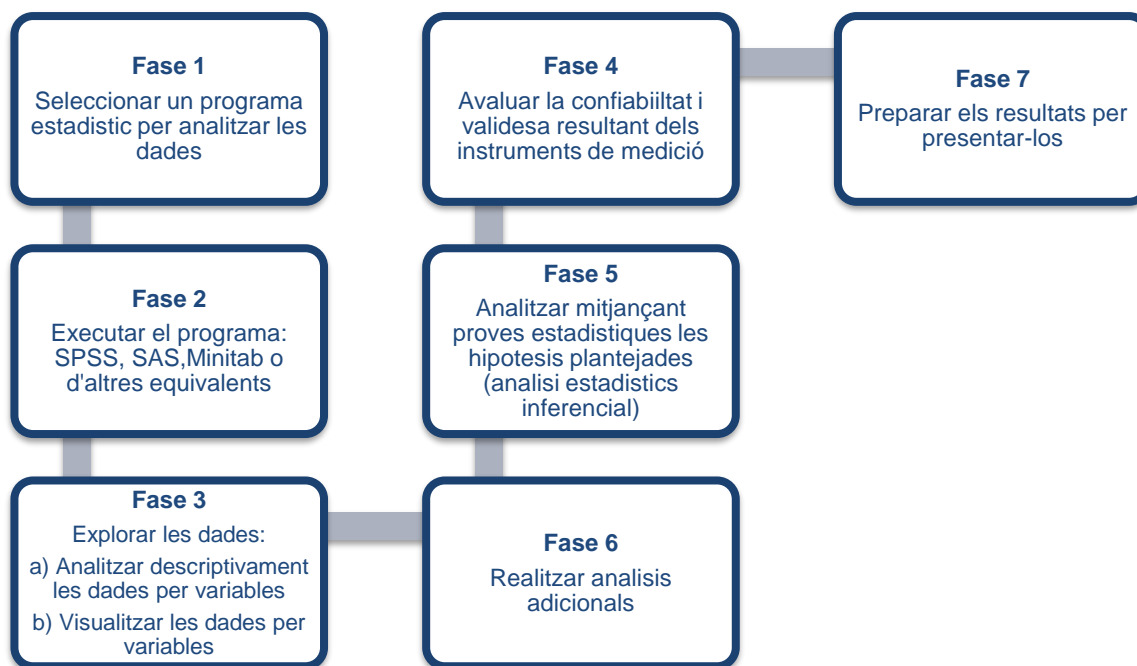 Fase 1
Seleccionar un programa
estadistic per analitzar les
dades
Fase 2
Executar el programa:
SPSS, SAS,Minitab o
d'altres equivalents
Fase 3
Explorar les dades:
a) Analitzar descriptivament
les dades per variables
b) Visualitzar les dades per
variables
Fase 4
Avaluar la confiabiiltat i
validesa resultant dels
instruments de medició
Fase 5
Analitzar mitjançant
proves estadistiques les
hipotesis plantejades
(analisi estadistics
inferencial)
Fase 6
Realitzar analisis
adicionals
Fase 7
Preparar els resultats per
presentar-los